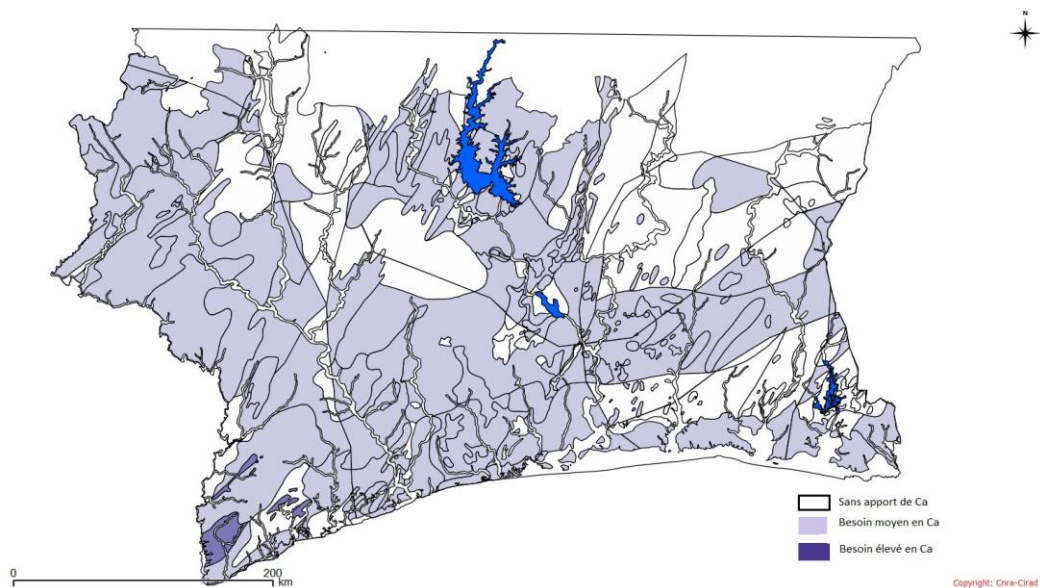 N
Sans apport de Ca
Besoin moyen en Ca
Besoin élevé en Ca
0 200
km
Copyright: Cnra-Cirad